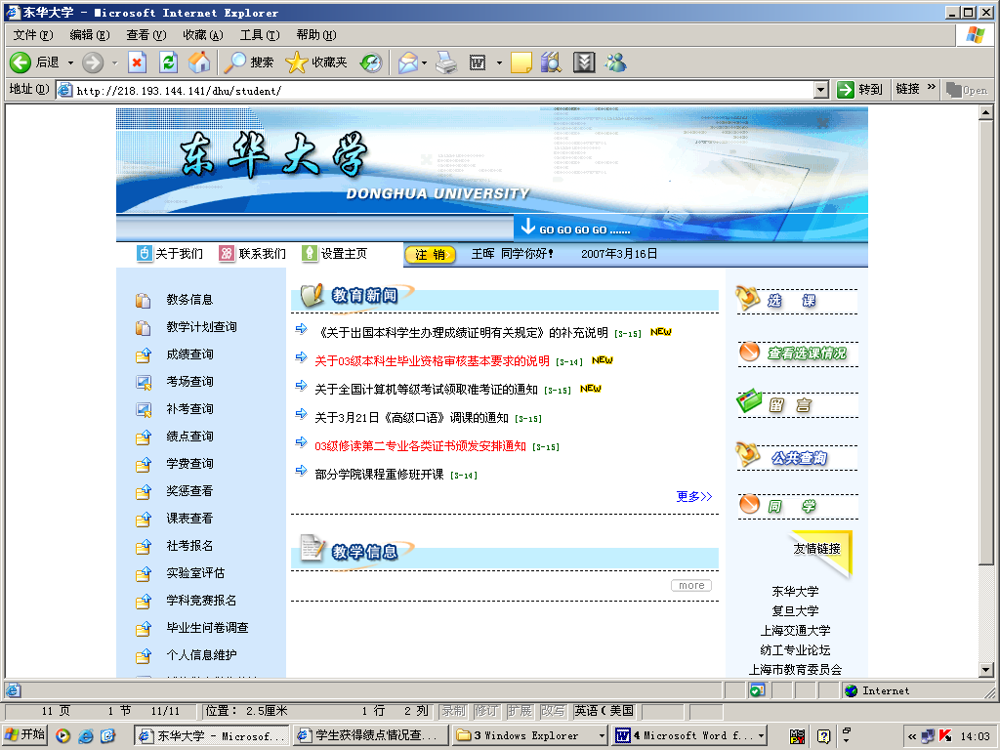 东华大学 - Microsoft Internet Explorer
文件(F) 编辑(E) 查看(V) 收藏(A) 工具(T) 帮助(H)
后退 搜索 收藏夹
地址(D) http://218.193.144.141/dhu/student/ 转到 链接 » Open
东华大学
DONGHUA UNIVERSITY
GO GO GO GO .......
关于我们 联系我们 设置主页 注 销 王晖 同学你好! 2007年3月16日
教务信息
教学计划查询
成绩查询
考场查询
补考查询
绩点查询
学费查询
奖惩查看
课表查看
社考报名
实验室评估
学科竞赛报名
毕业生问卷调查
个人信息维护
教育新闻
《关于出国本科学生办理成绩证明有关规定》的补充说明 [3-15] NEW
关于03级本科生毕业资格审核基本要求的说明 [3-14] NEW
关于全国计算机等级考试领取准考证的通知 [3-15] NEW
关于3月21日《高级口语》调课的通知 [3-15]
03级修读第二专业各类证书颁发安排通知 [3-15]
部分学院课程重修班开课 [3-14]
更多>>
教学信息
more
选 课
查看选课情况
留 言
公共查询
同 学
友情链接
东华大学
复旦大学
上海交通大学
纺工专业论坛
上海市教育委员会
Internet
11 页 1 节 11/11 位置: 2.5厘米 1 行 2 列 录制 修订 扩展 改写 英语(美国
开始 东华大学 - Microsof... 学生获得绩点情况查... 3 Windows Explorer 4 Microsoft Word f... « 14:03